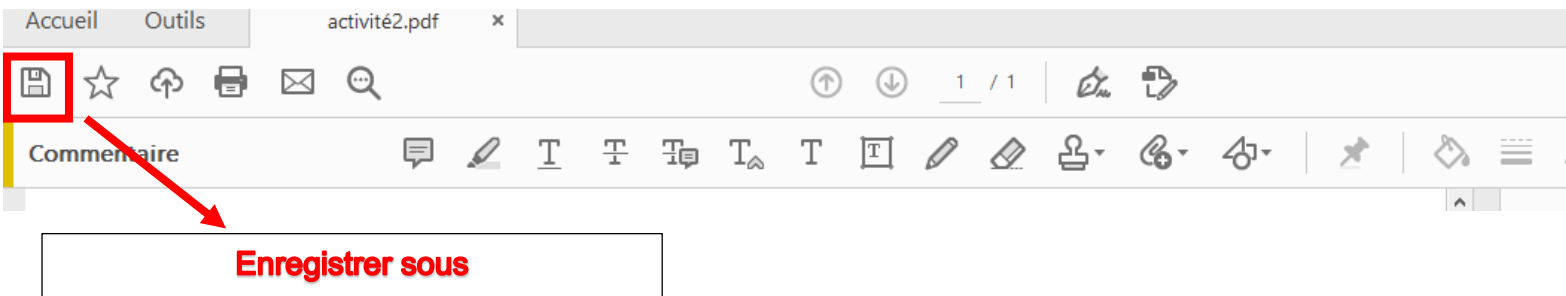 Accueil Outils activité2.pdf ×
1 / 1
Commentaire
Enregistrer sous